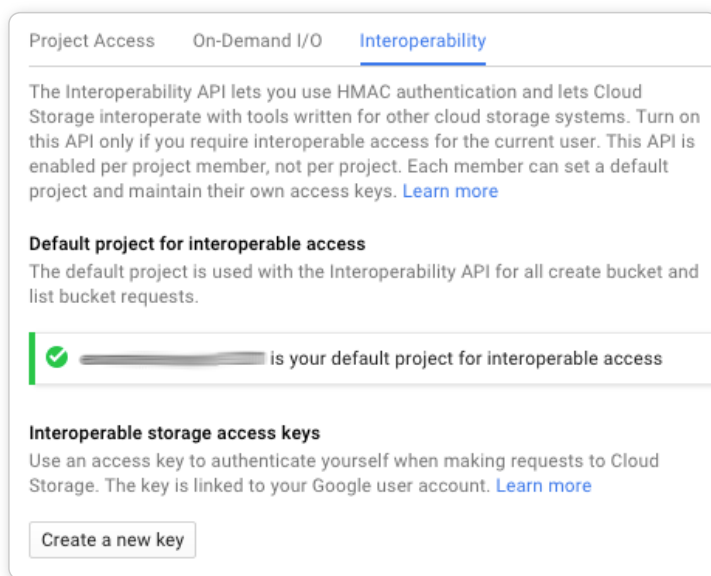 Project Access On-Demand I/O Interoperability
The Interoperability API lets you use HMAC authentication and lets Cloud
Storage interoperate with tools written for other cloud storage systems. Turn on
this API only if you require interoperable access for the current user. This API is
enabled per project member, not per project. Each member can set a default
project and maintain their own access keys. Learn more
Default project for interoperable access
The default project is used with the Interoperability API for all create bucket and
list bucket requests.
is your default project for interoperable access
Interoperable storage access keys
Use an access key to authenticate yourself when making requests to Cloud
Storage. The key is linked to your Google user account. Learn more
Create a new key